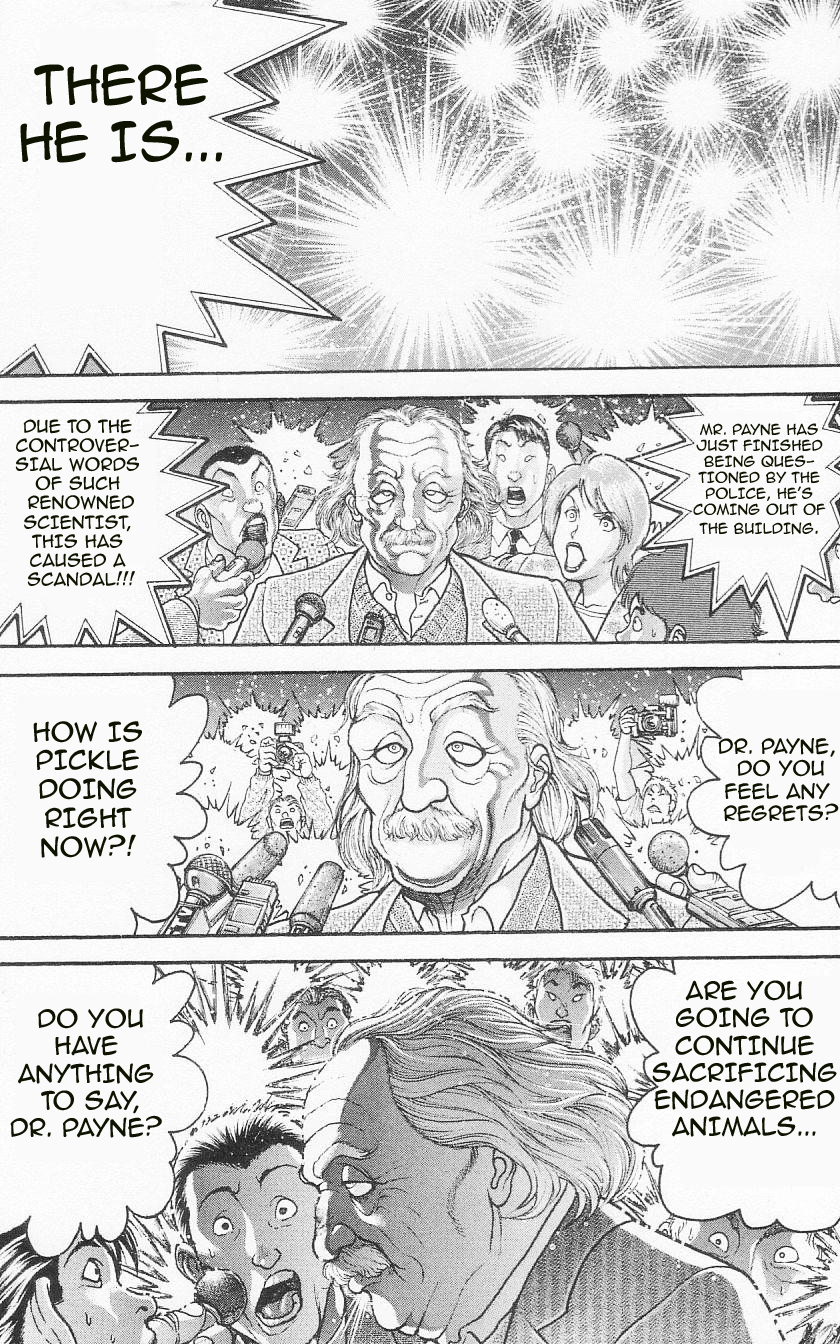 THERE
HE IS...
MR. PAYNE HAS
JUST FINISHED
BEING QUES-
TIONED BY THE
POLICE, HE'S
COMING OUT OF
THE BUILDING.
DUE TO THE
CONTROVER-
SIAL WORDS
OF SUCH
RENOWNED
SCIENTIST,
THIS HAS
CAUSED A
SCANDAL!!!
DR. PAYNE,
DO YOU
FEEL ANY
REGRETS?
HOW IS
PICKLE
DOING
RIGHT
NOW?!
ARE YOU
GOING TO
CONTINUE
SACRIFICING
ENDANGERED
ANIMALS...
DO YOU
HAVE
ANYTHING
TO SAY,
DR. PAYNE?